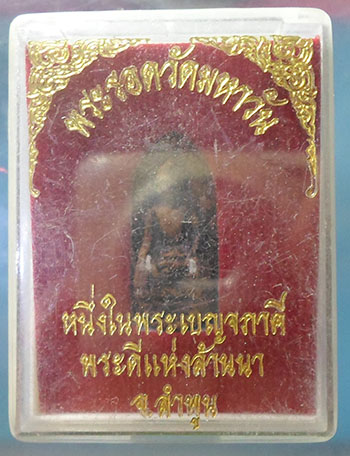 พระรอดวัดมหาวัน
หนึ่งในพระเบญจภาคี
พระดีแห่งล้านนา
จ.ลำพูน